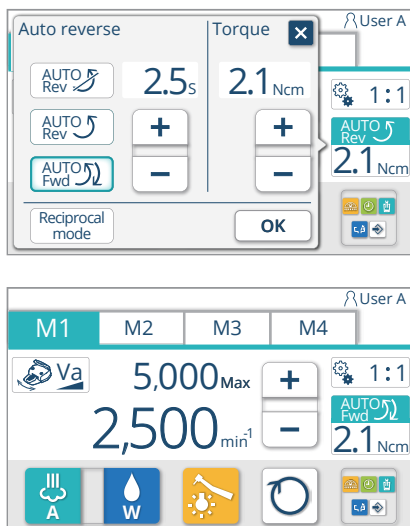 User A
Auto reverse
Torque
AUTO
Rev
2.5s
2.1 Ncm
1:1
AUTO
Rev
+
+
AUTO
Rev
2.1 Ncm
AUTO
Fwd
−
−
Reciprocal
mode
OK
User A
M1 M2 M3 M4
Va
5,000 Max
+
1:1
2,500 min-1
−
AUTO
Fwd
2.1 Ncm
A
W